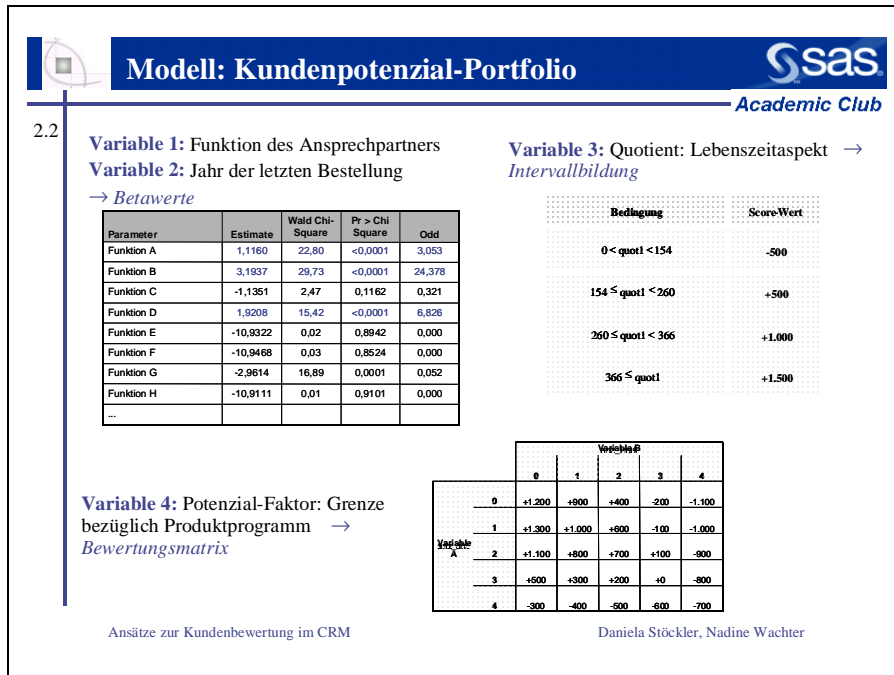 Modell: Kundenpotenzial-Portfolio
sas
Academic Club
2.2
Variable 1: Funktion des Ansprechpartners
Variable 2: Jahr der letzten Bestellung
→ Betawerte
Parameter Estimate Wald Chi-Square Pr > Chi Square Odd
Funktion A 1,1160 22,80 <0,0001 3,053
Funktion B 3,1937 29,73 <0,0001 24,378
Funktion C -1,1351 2,47 0,1162 0,321
Funktion D 1,9208 15,42 <0,0001 6,826
Funktion E -10,9322 0,02 0,8942 0,000
Funktion F -10,9468 0,03 0,8524 0,000
Funktion G -2,9614 16,89 0,0001 0,052
Funktion H -10,9111 0,01 0,9101 0,000
...
Variable 3: Quotient: Lebenszeitaspekt →
Intervallbildung
Bedingung Score-Wert
0 < quot1 < 154 -500
154 ≤ quot1 < 260 +500
260 ≤ quot1 < 366 +1.000
366 ≤ quot1 +1.500
Variable 4: Potenzial-Faktor: Grenze
bezüglich Produktprogramm →
Bewertungsmatrix
Variable B
0 1 2 3 4
0 +1.200 +900 +400 -200 -1.100
1 +1.300 +1.000 +600 -100 -1.000
Variable
A 2 +1.100 +800 +700 +100 -900
3 +500 +300 +200 +0 -800
4 -300 -400 -500 -600 -700
Ansätze zur Kundenbewertung im CRM
Daniela Stöckler, Nadine Wachter